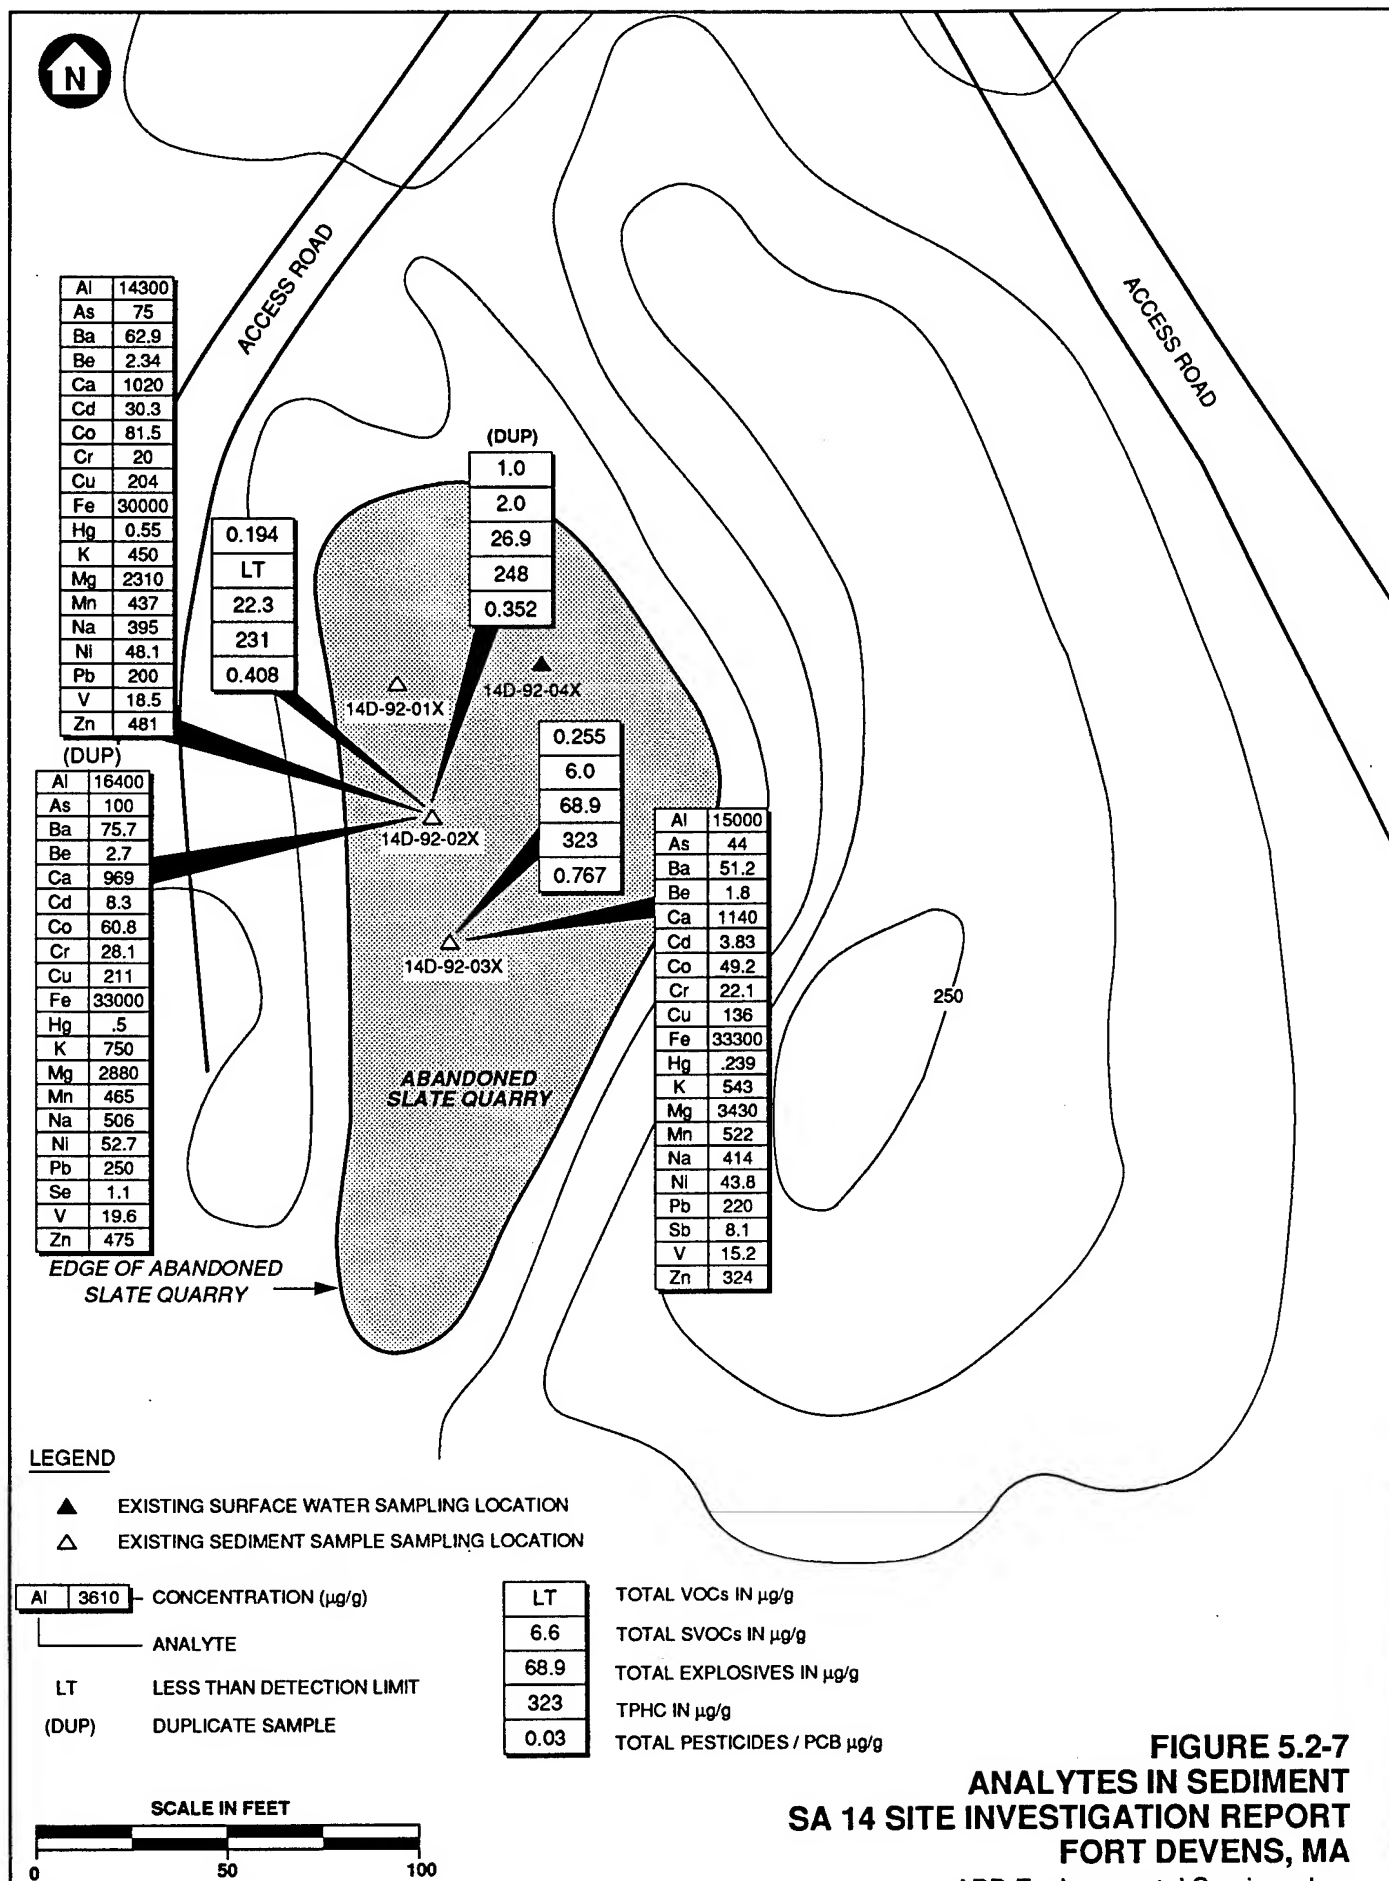 N
ACCESS ROAD
ACCESS ROAD
Al 14300
As 75
Ba 62.9
Be 2.34
Ca 1020
Cd 30.3
Co 81.5
Cr 20
Cu 204
Fe 30000
Hg 0.55
K 450
Mg 2310
Mn 437
Na 395
Ni 48.1
Pb 200
V 18.5
Zn 481
(DUP)
Al 16400
As 100
Ba 75.7
Be 2.7
Ca 969
Cd 8.3
Co 60.8
Cr 28.1
Cu 211
Fe 33000
Hg .5
K 750
Mg 2880
Mn 465
Na 506
Ni 52.7
Pb 250
Se 1.1
V 19.6
Zn 475
0.194
LT
22.3
231
0.408
(DUP)
1.0
2.0
26.9
248
0.352
14D-92-01X
14D-92-04X
14D-92-02X
0.255
6.0
68.9
323
0.767
14D-92-03X
Al 15000
As 44
Ba 51.2
Be 1.8
Ca 1140
Cd 3.83
Co 49.2
Cr 22.1
Cu 136
Fe 33300
Hg .239
K 543
Mg 3430
Mn 522
Na 414
Ni 43.8
Pb 220
Sb 8.1
V 15.2
Zn 324
250
ABANDONED
SLATE QUARRY
EDGE OF ABANDONED
SLATE QUARRY
LEGEND
EXISTING SURFACE WATER SAMPLING LOCATION
EXISTING SEDIMENT SAMPLE SAMPLING LOCATION
Al 3610 CONCENTRATION (µg/g)
ANALYTE
LT LESS THAN DETECTION LIMIT
(DUP) DUPLICATE SAMPLE
LT TOTAL VOCs IN µg/g
6.6 TOTAL SVOCs IN µg/g
68.9 TOTAL EXPLOSIVES IN µg/g
323 TPHC IN µg/g
0.03 TOTAL PESTICIDES / PCB µg/g
SCALE IN FEET
0 50 100
FIGURE 5.2-7
ANALYTES IN SEDIMENT
SA 14 SITE INVESTIGATION REPORT
FORT DEVENS, MA